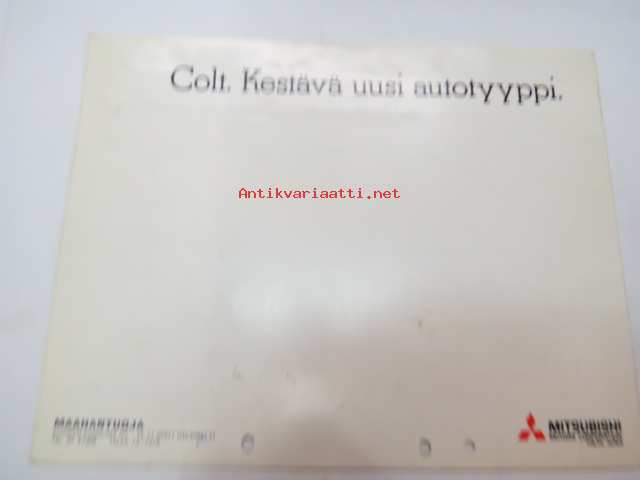 Colt. Kestävä uusi autotyyppi.
Antikvariaatti.net
MAAHANTUOJA
MITSUBISHI